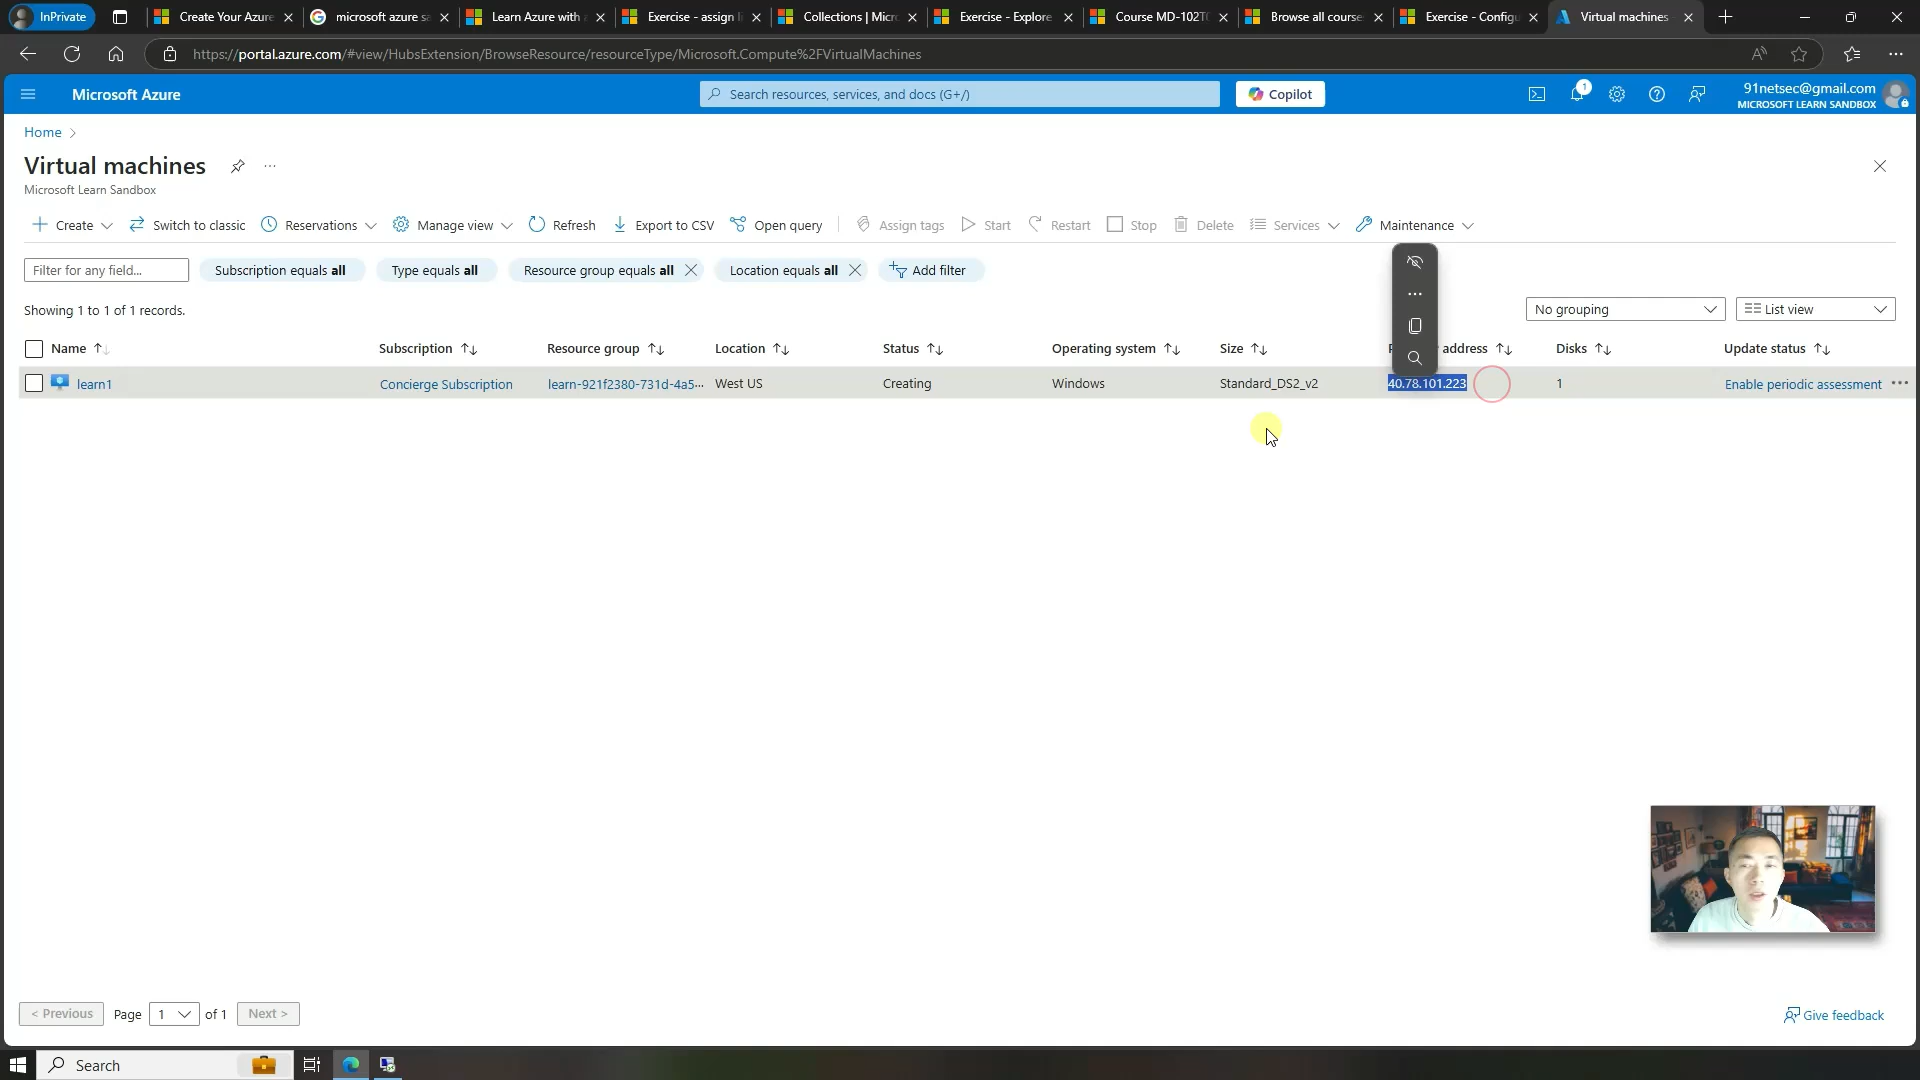 InPrivate
Create Your Azure
microsoft azure sa
Learn Azure with a
Exercise - assign li
Collections | Micro
Exercise - Explore
Course MD-102T0
Browse all course
Exercise - Configu
Virtual machines -
https://portal.azure.com/#view/HubsExtension/BrowseResource/resourceType/Microsoft.Compute%2FVirtualMachines
Microsoft Azure
Search resources, services, and docs (G+/)
Copilot
1
91netsec@gmail.com
MICROSOFT LEARN SANDBOX
Home >
Virtual machines
...
Microsoft Learn Sandbox
Create
Switch to classic
Reservations
Manage view
Refresh
Export to CSV
Open query
Assign tags
Start
Restart
Stop
Delete
Services
Maintenance
Filter for any field...
Subscription equals all
Type equals all
Resource group equals all
Location equals all
Add filter
Showing 1 to 1 of 1 records.
No grouping
List view
Name
Subscription
Resource group
Location
Status
Operating system
Size
address
Disks
Update status
learn1
Concierge Subscription
learn-921f2380-731d-4a5...
West US
Creating
Windows
Standard_DS2_v2
40.78.101.223
1
Enable periodic assessment
...
< Previous
Page
1
of 1
Next >
Give feedback
Search